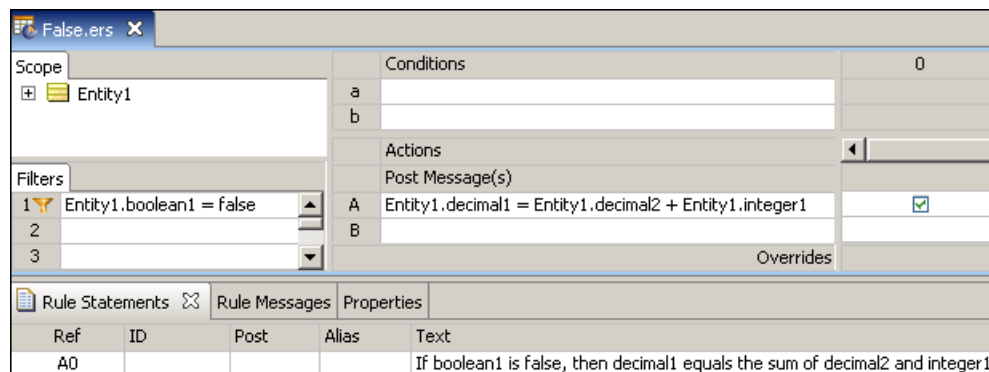 False.ers
Scope
Entity1
Conditions
0
a
b
Actions
Post Message(s)
Filters
1 Entity1.boolean1 = false
2
3
A Entity1.decimal1 = Entity1.decimal2 + Entity1.integer1
B
Overrides
Rule Statements Rule Messages Properties
Ref ID Post Alias Text
A0 If boolean1 is false, then decimal1 equals the sum of decimal2 and integer1